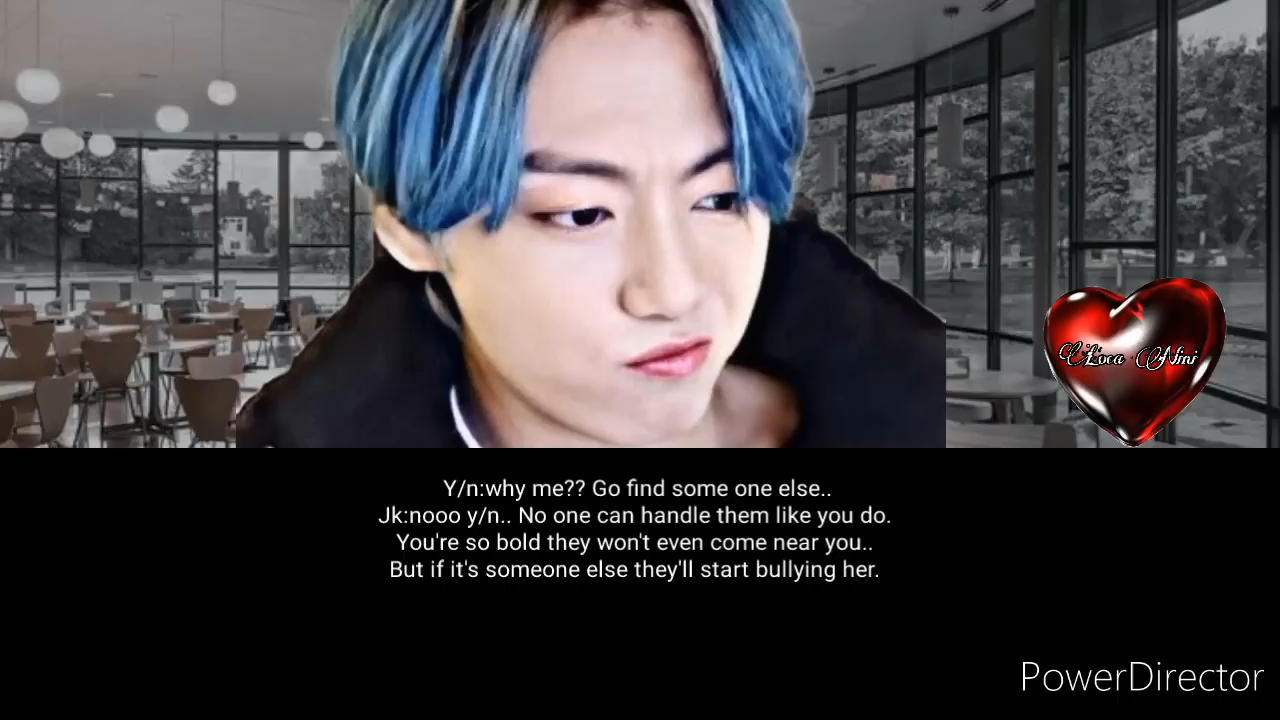 Loca Nini
Y/n:why me?? Go find some one else..
Jk:nooo y/n.. No one can handle them like you do.
You're so bold they won't even come near you..
But if it's someone else they'll start bullying her.
PowerDirector